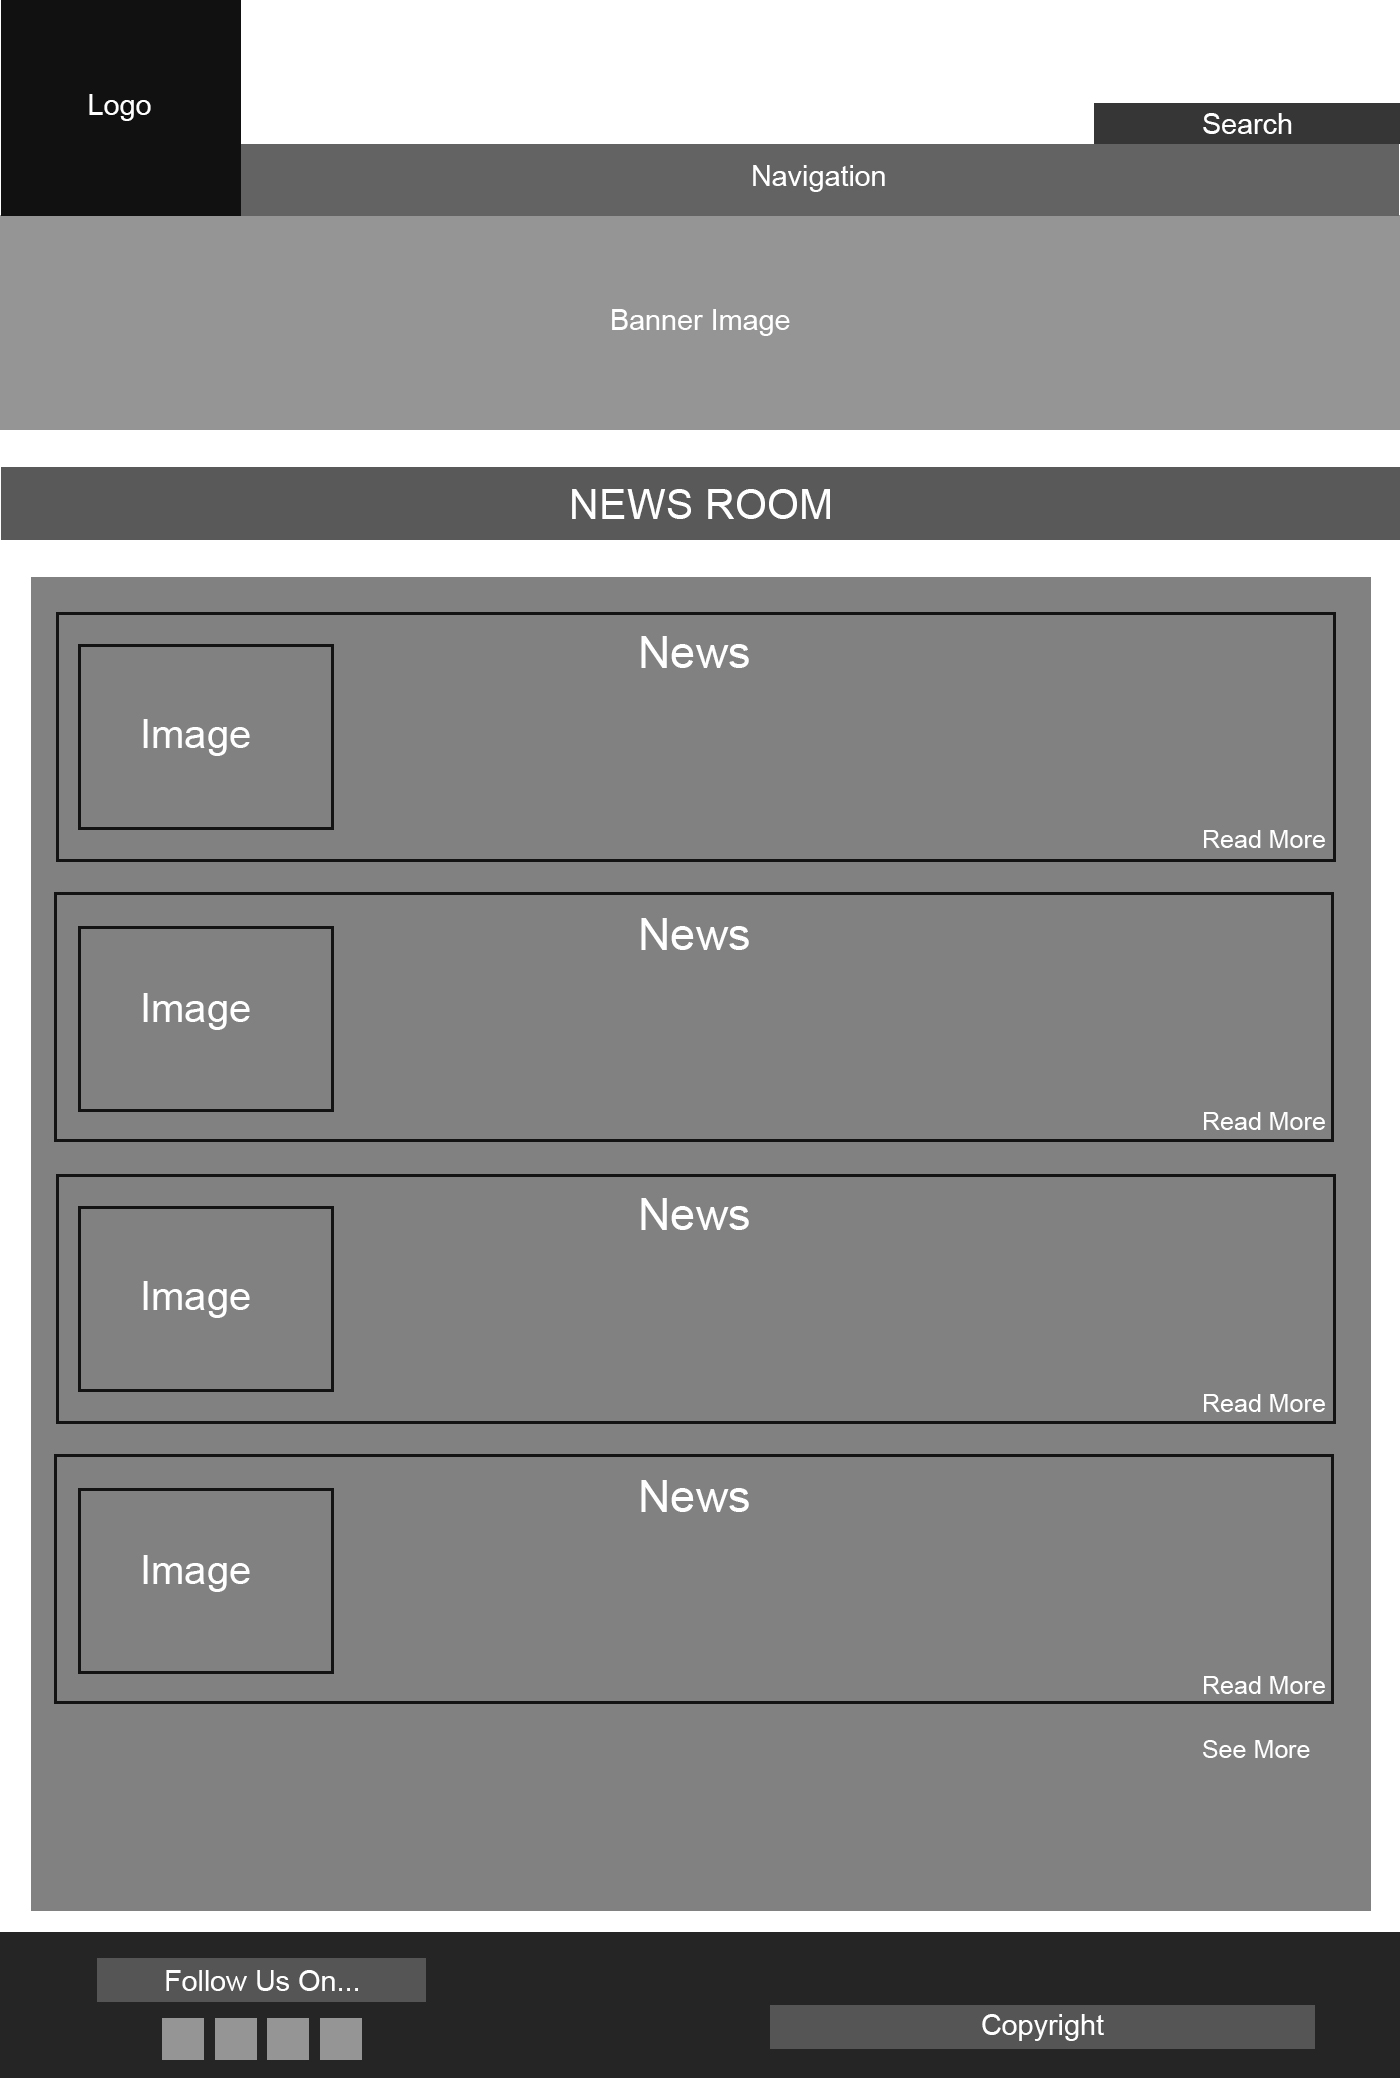 Logo
Search
Navigation
Banner Image
NEWS ROOM
News
Image
Read More
News
Image
Read More
News
Image
Read More
News
Image
Read More
See More
Follow Us On...
Copyright